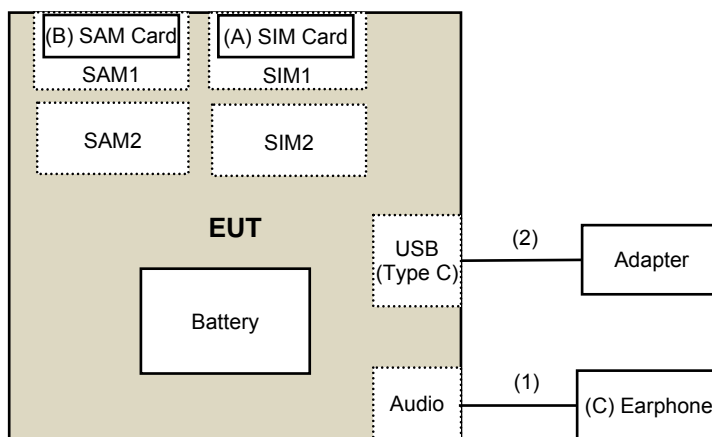 (B) SAM Card
(A) SIM Card
SAM1
SIM1
SAM2
SIM2
EUT
USB
(Type C)
(2)
Adapter
Battery
Audio
(1)
(C) Earphone